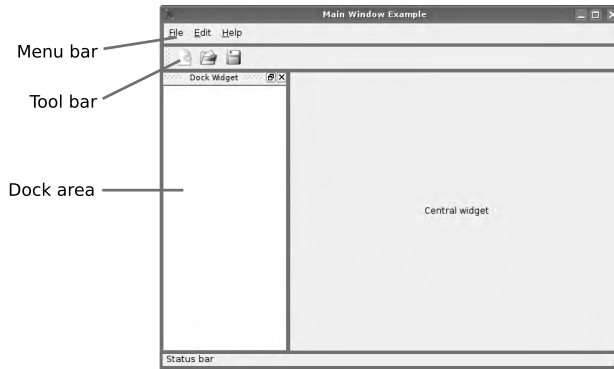 Main Window Example
File Edit Help
Menu bar
Tool bar
Dock Widget
Dock area
Central widget
Status bar